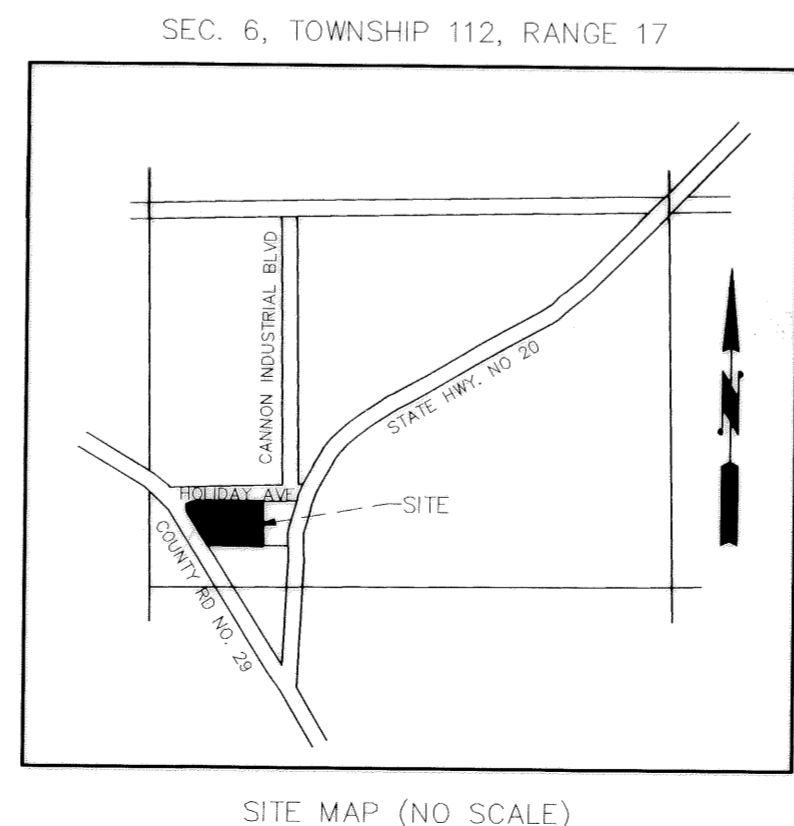 SEC. 6, TOWNSHIP 112, RANGE 17
CANNON INDUSTRIAL BLVD
STATE HWY. NO 20
HOLIDAY AVE
SITE
COUNTY RD NO. 29
N
SITE MAP (NO SCALE)